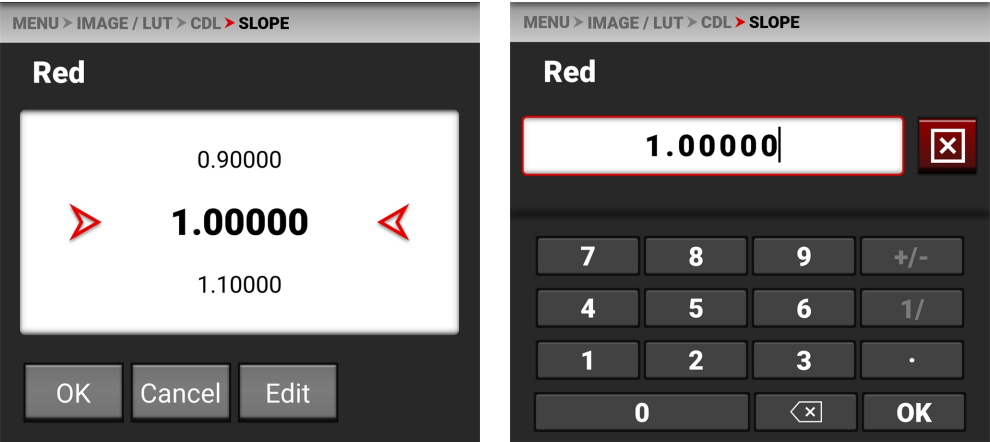 MENU > IMAGE / LUT > CDL > SLOPE
Red
0.90000
1.00000
1.10000
OK Cancel Edit
MENU > IMAGE / LUT > CDL > SLOPE
Red
1.00000
7 8 9 +/-
4 5 6 1/
1 2 3 .
0 OK